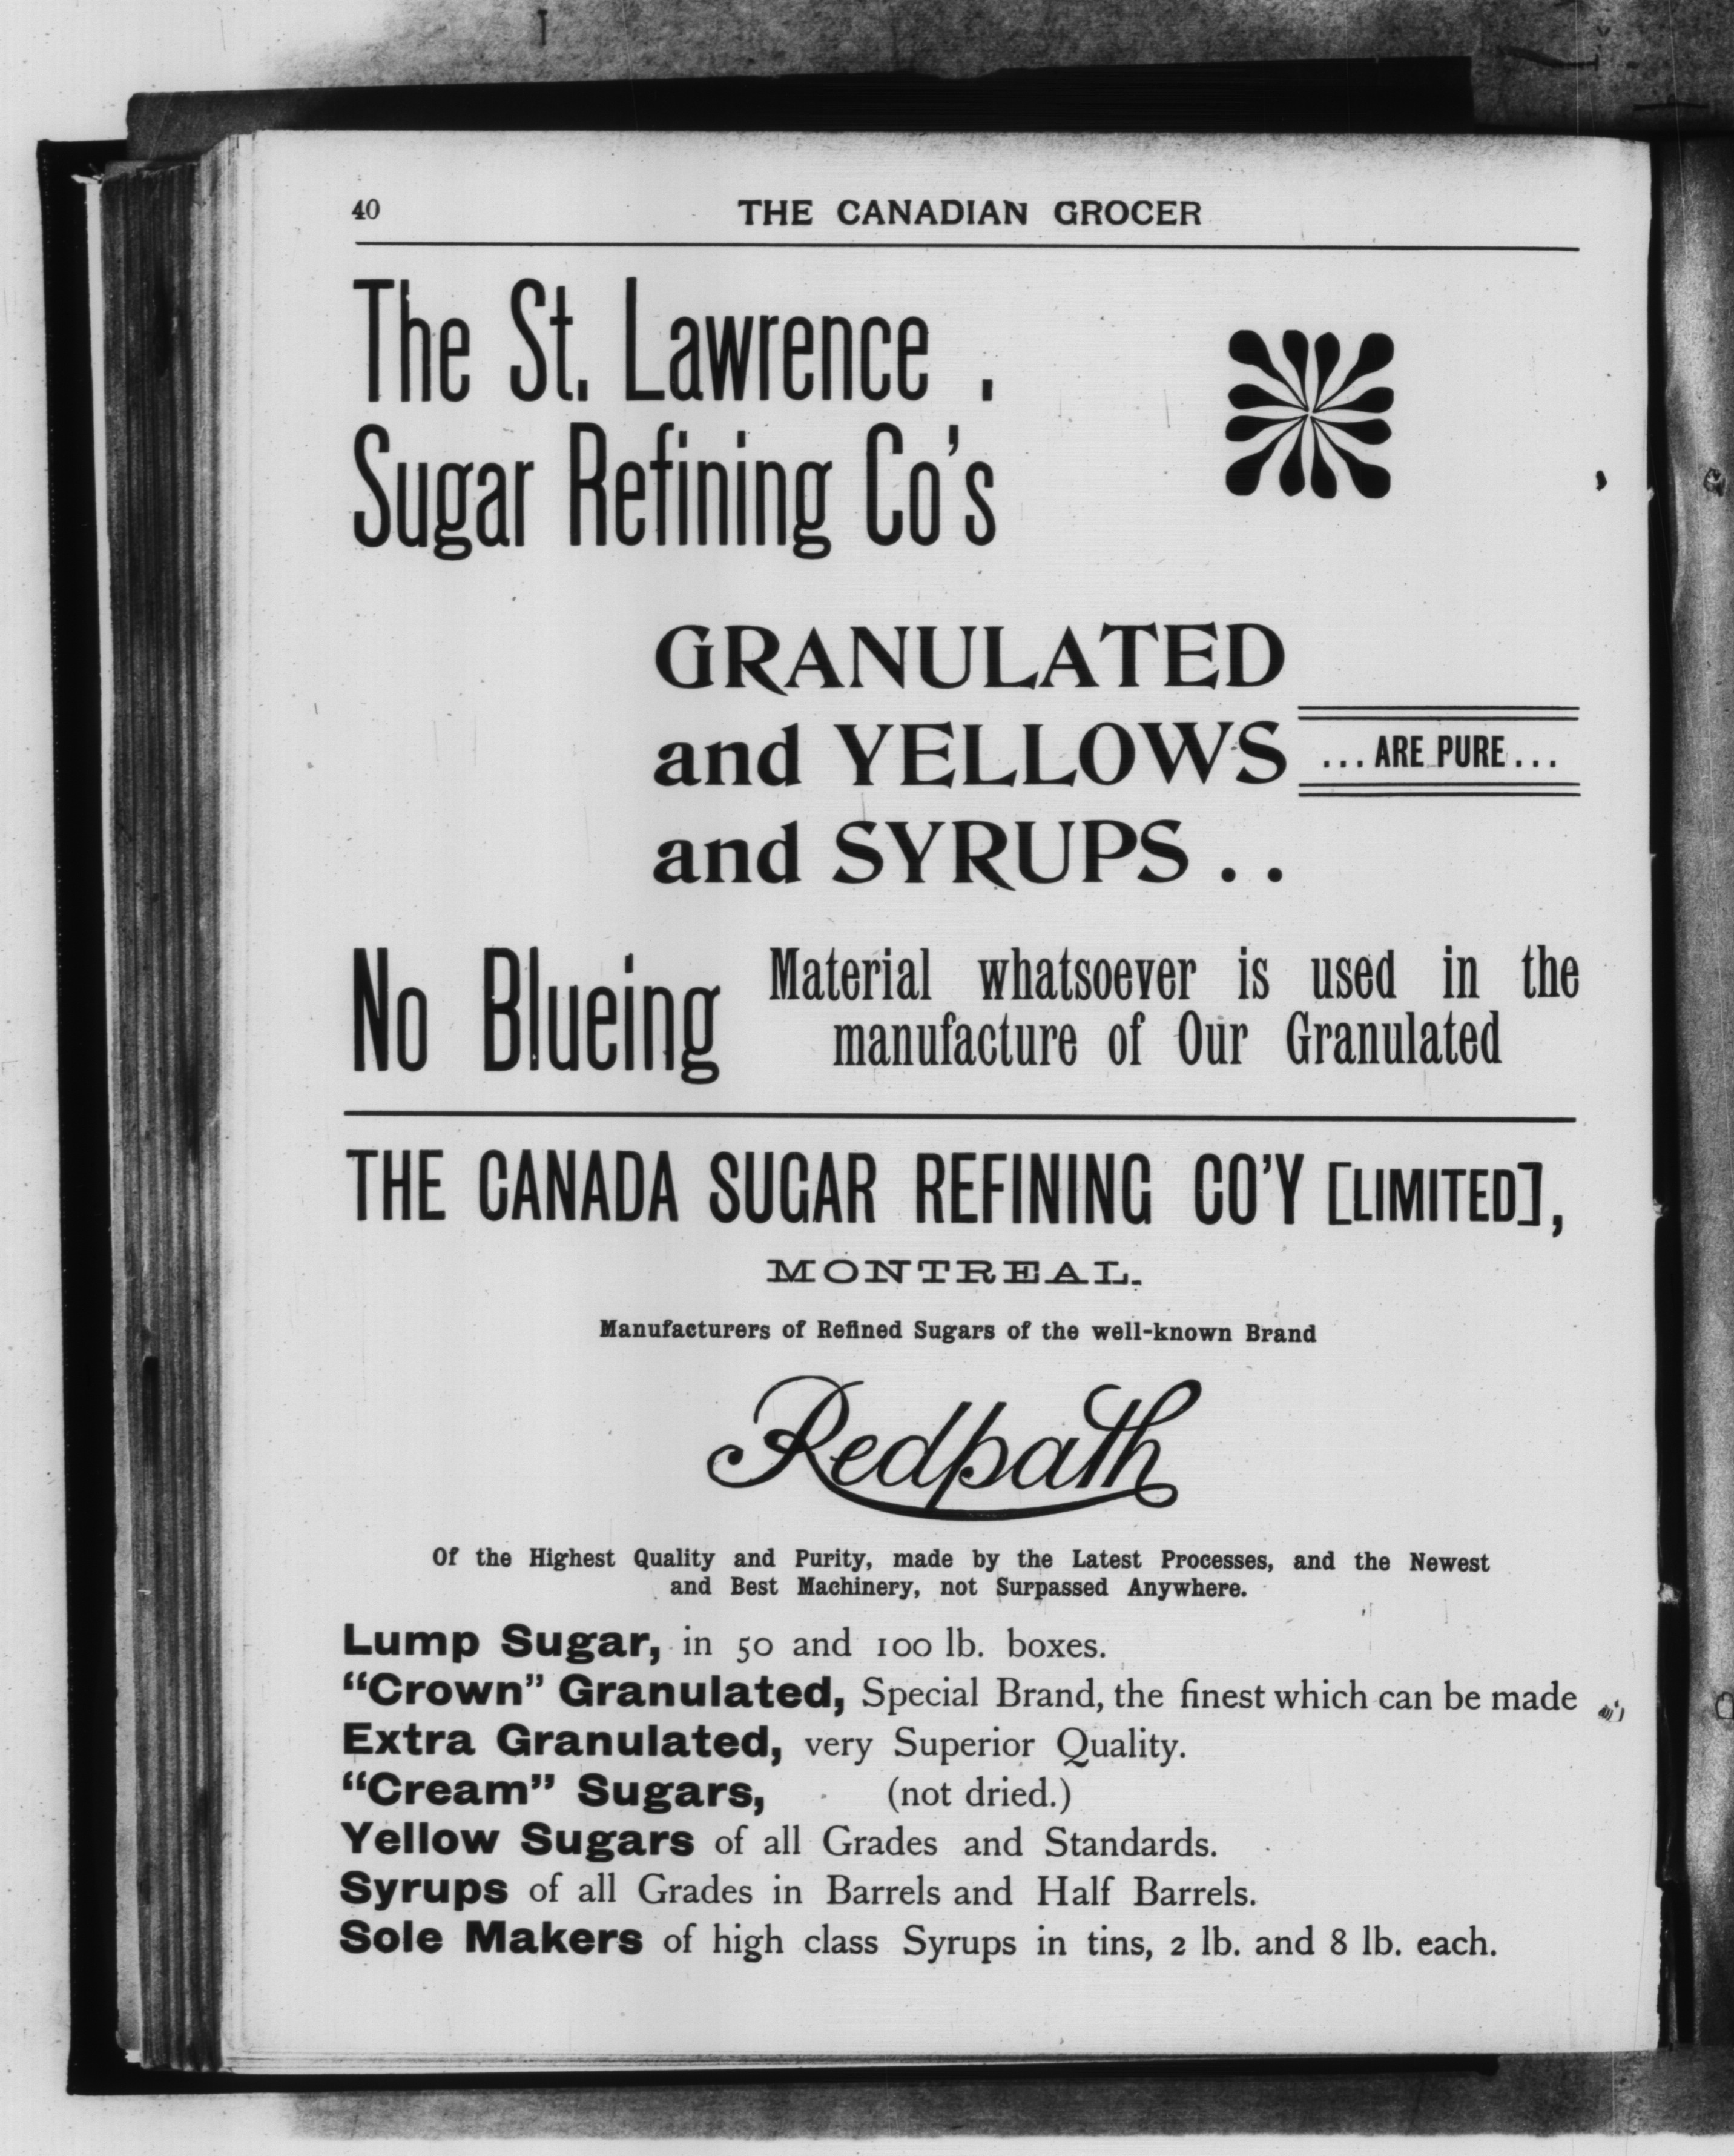 40 THE CANADIAN GROCER
The St. Lawrence .
Sugar Refining Co's
GRANULATED
and YELLOWS ... ARE PURE ...
and SYRUPS . .
No Blueing Material whatsoever is used in the
manufacture of Our Granulated
THE CANADA SUGAR REFINING CO'Y [LIMITED],
MONTREAL.
Manufacturers of Refined Sugars of the well-known Brand
Redpath
Of the Highest Quality and Purity, made by the Latest Processes, and the Newest
and Best Machinery, not Surpassed Anywhere.
Lump Sugar, in 50 and 100 lb. boxes.
"Crown" Granulated, Special Brand, the finest which can be made
Extra Granulated, very Superior Quality.
"Cream" Sugars, (not dried.)
Yellow Sugars of all Grades and Standards.
Syrups of all Grades in Barrels and Half Barrels.
Sole Makers of high class Syrups in tins, 2 lb. and 8 lb. each.